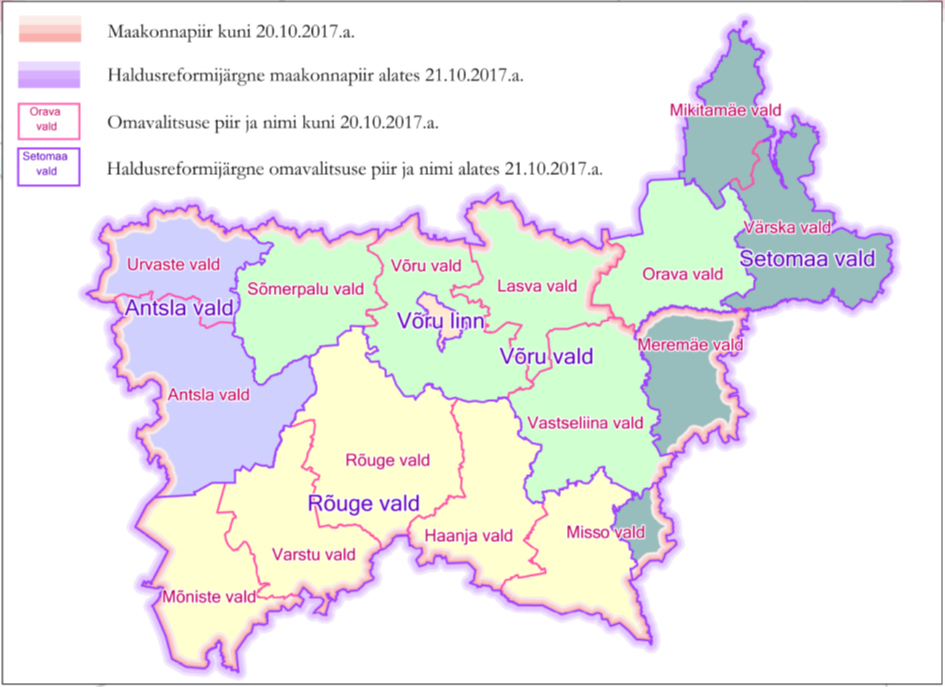 Maakonnapiir kuni 20.10.2017.a.
Haldusreformijärgne maakonnapiir alates 21.10.2017.a.
Orava
vald
Omavalitsuse piir ja nimi kuni 20.10.2017.a.
Setomaa
vald
Haldusreformijärgne omavalitsuse piir ja nimi alates 21.10.2017.a.
Mikitamäe vald
Värska vald
Setomaa vald
Urvaste vald
Võru vald
Orava vald
Sõmerpalu vald
Lasva vald
Antsla vald
Võru linn
Meremäe vald
Võru vald
Antsla vald
Vastseliina vald
Rõuge vald
Rõuge vald
Haanja vald
Misso vald
Varstu vald
Mõniste vald